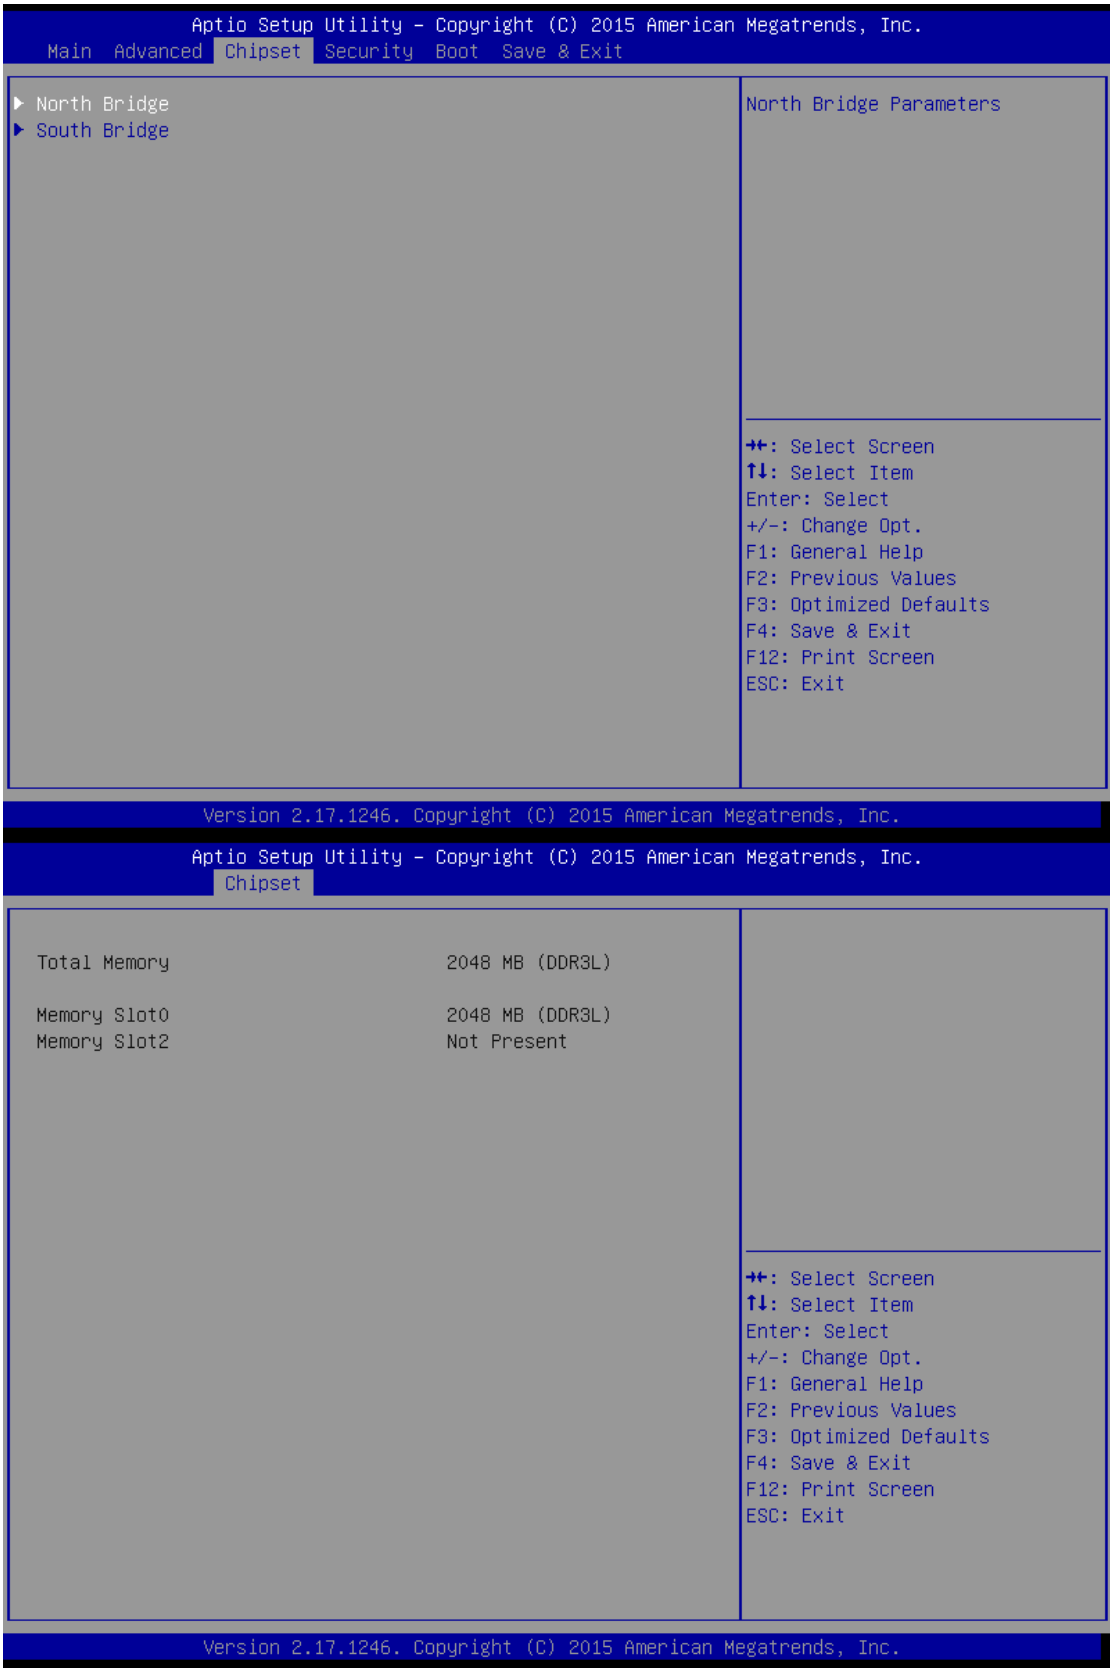 Aptio Setup Utility – Copyright (C) 2015 American Megatrends, Inc.
Main Advanced Chipset Security Boot Save & Exit
▶ North Bridge
▶ South Bridge
North Bridge Parameters
→←: Select Screen
↑↓: Select Item
Enter: Select
+/-: Change Opt.
F1: General Help
F2: Previous Values
F3: Optimized Defaults
F4: Save & Exit
F12: Print Screen
ESC: Exit
Version 2.17.1246. Copyright (C) 2015 American Megatrends, Inc.
Aptio Setup Utility – Copyright (C) 2015 American Megatrends, Inc.
Chipset
Total Memory 2048 MB (DDR3L)
Memory Slot0 2048 MB (DDR3L)
Memory Slot2 Not Present
→←: Select Screen
↑↓: Select Item
Enter: Select
+/-: Change Opt.
F1: General Help
F2: Previous Values
F3: Optimized Defaults
F4: Save & Exit
F12: Print Screen
ESC: Exit
Version 2.17.1246. Copyright (C) 2015 American Megatrends, Inc.